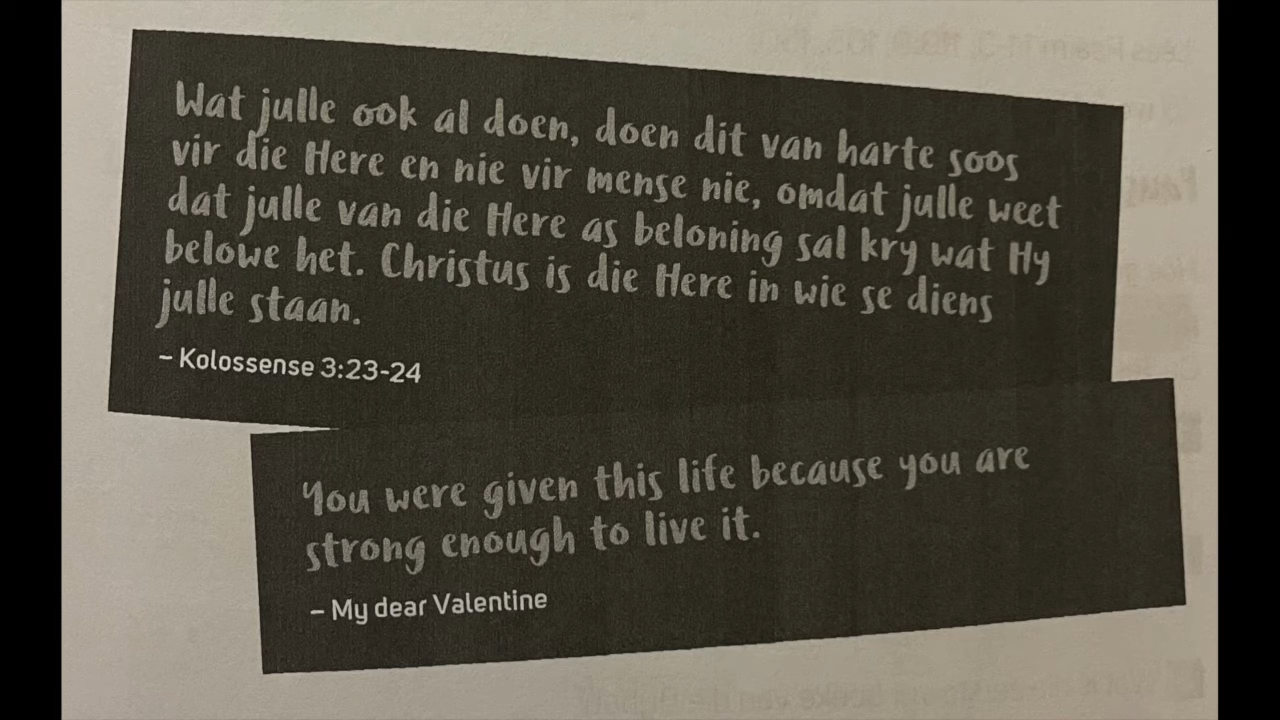 Wat julle ook al doen, doen dit van harte soos
vir die Here en nie vir mense nie, omdat julle weet
dat julle van die Here as beloning sal kry wat Hy
belowe het. Christus is die Here in wie se diens
julle staan.
– Kolossense 3:23-24
You were given this life because you are
strong enough to live it.
– My dear Valentine